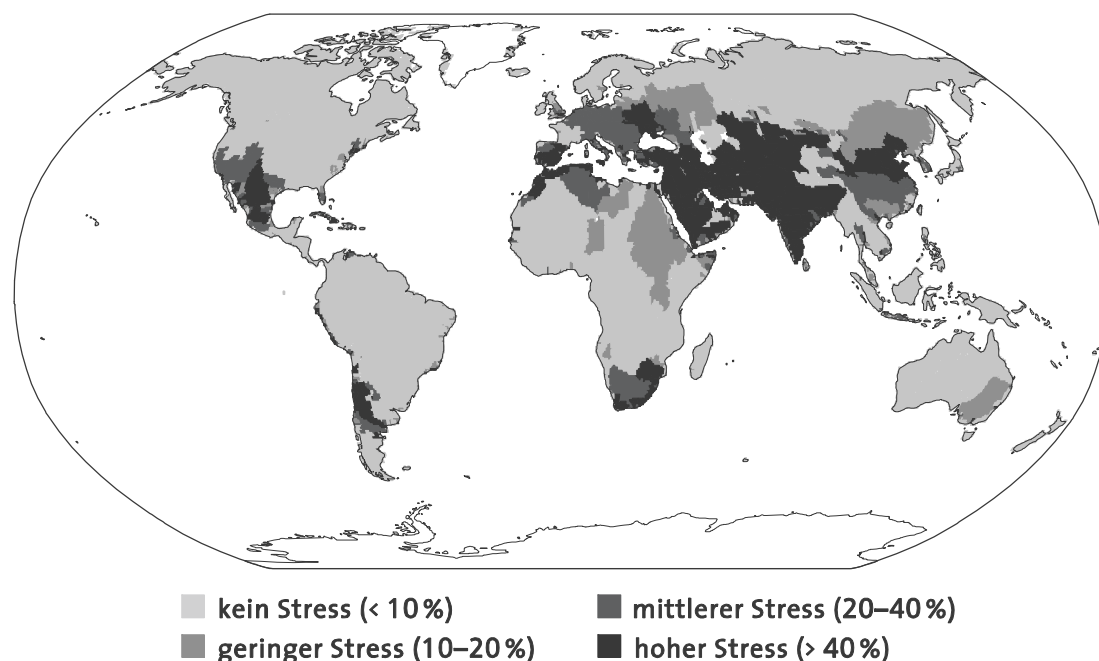 kein Stress (< 10 %)
mittlerer Stress (20–40 %)
geringer Stress (10–20 %)
hoher Stress (> 40 %)